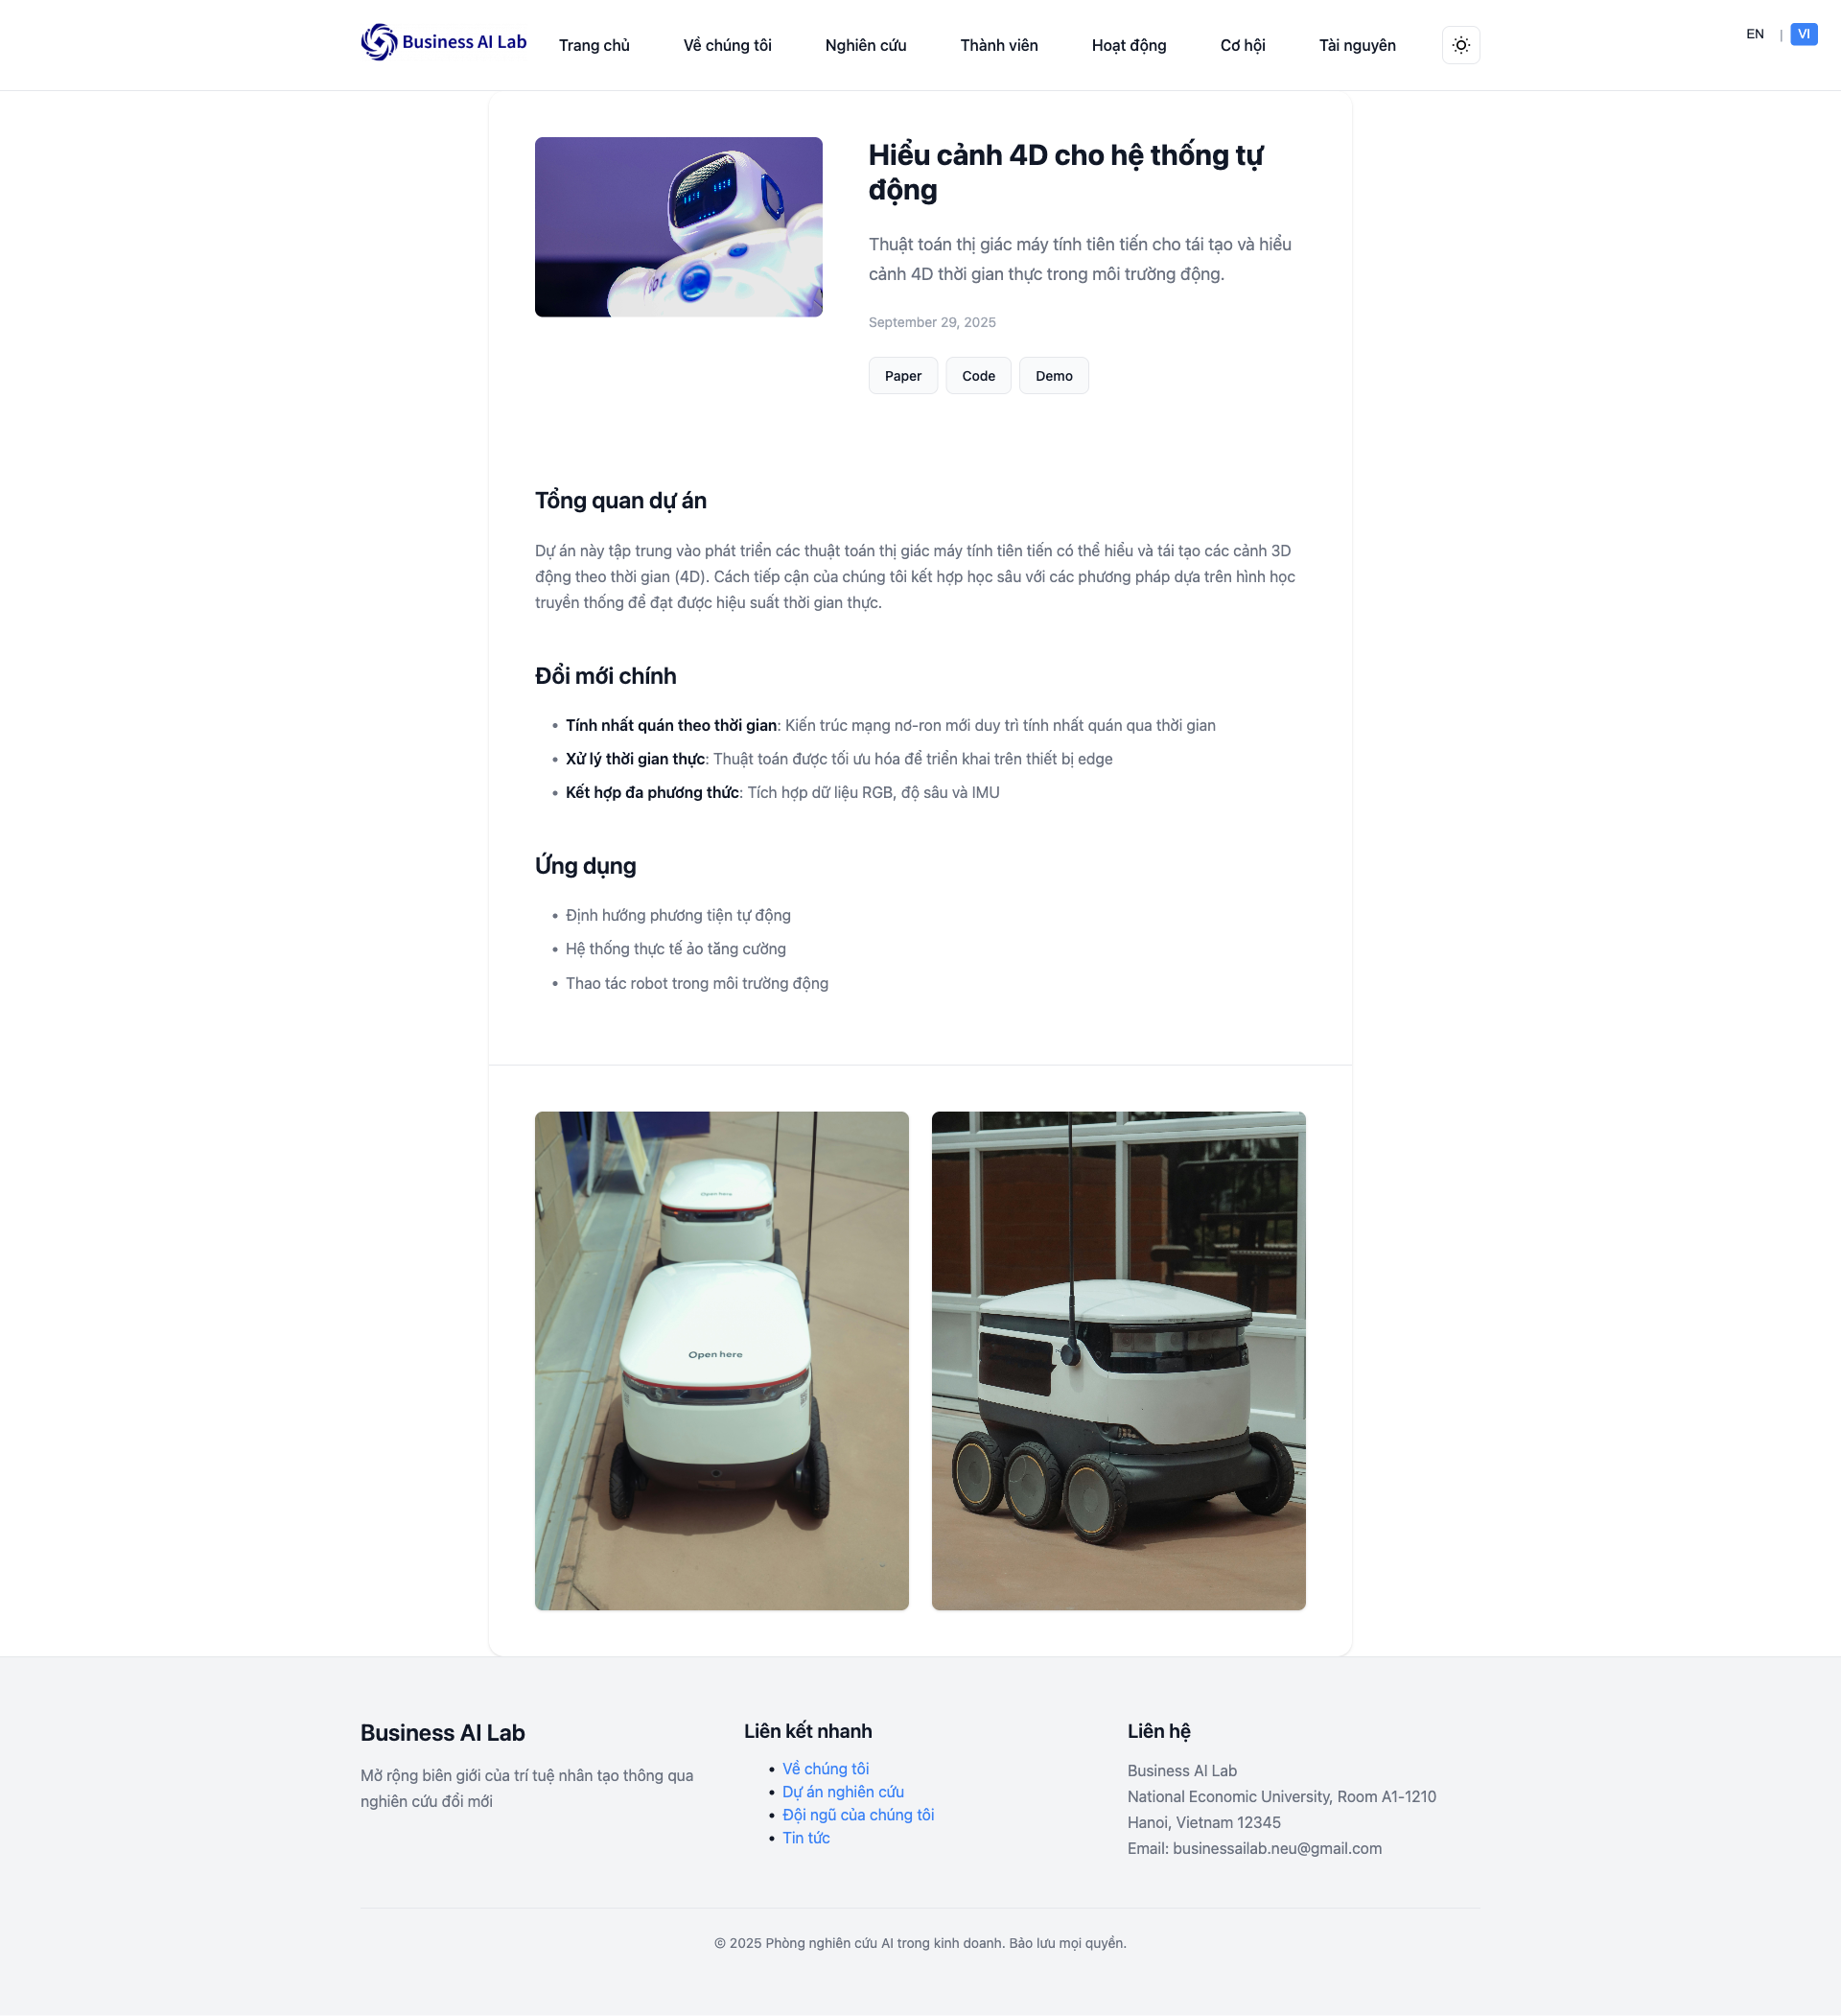 Business AI Lab
Trang chủ
Về chúng tôi
Nghiên cứu
Thành viên
Hoạt động
Cơ hội
Tài nguyên
EN | VI
Hiểu cảnh 4D cho hệ thống tự
động
Thuật toán thị giác máy tính tiên tiến cho tái tạo và hiểu
cảnh 4D thời gian thực trong môi trường động.
September 29, 2025
Paper
Code
Demo
Tổng quan dự án
Dự án này tập trung vào phát triển các thuật toán thị giác máy tính tiên tiến có thể hiểu và tái tạo các cảnh 3D
động theo thời gian (4D). Cách tiếp cận của chúng tôi kết hợp học sâu với các phương pháp dựa trên hình học
truyền thống để đạt được hiệu suất thời gian thực.
Đổi mới chính
• Tính nhất quán theo thời gian: Kiến trúc mạng nơ-ron mới duy trì tính nhất quán qua thời gian
• Xử lý thời gian thực: Thuật toán được tối ưu hóa để triển khai trên thiết bị edge
• Kết hợp đa phương thức: Tích hợp dữ liệu RGB, độ sâu và IMU
Ứng dụng
• Định hướng phương tiện tự động
• Hệ thống thực tế ảo tăng cường
• Thao tác robot trong môi trường động
Open here
Open here
Business AI Lab
Mở rộng biên giới của trí tuệ nhân tạo thông qua
nghiên cứu đổi mới
Liên kết nhanh
• Về chúng tôi
• Dự án nghiên cứu
• Đội ngũ của chúng tôi
• Tin tức
Liên hệ
Business AI Lab
National Economic University, Room A1-1210
Hanoi, Vietnam 12345
Email: businessailab.neu@gmail.com
© 2025 Phòng nghiên cứu AI trong kinh doanh. Bảo lưu mọi quyền.